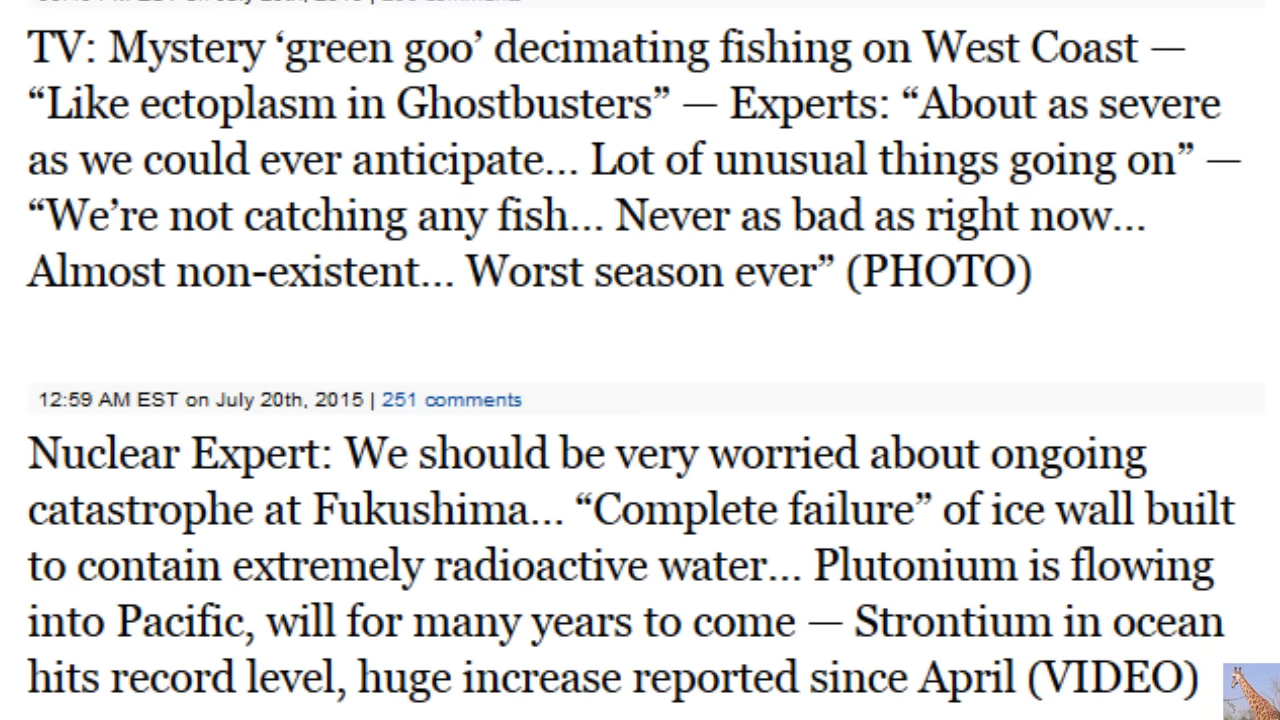 TV: Mystery ‘green goo’ decimating fishing on West Coast —
“Like ectoplasm in Ghostbusters” — Experts: “About as severe
as we could ever anticipate... Lot of unusual things going on” —
“We’re not catching any fish... Never as bad as right now...
Almost non-existent... Worst season ever” (PHOTO)
12:59 AM EST on July 20th, 2015 | 251 comments
Nuclear Expert: We should be very worried about ongoing
catastrophe at Fukushima... “Complete failure” of ice wall built
to contain extremely radioactive water... Plutonium is flowing
into Pacific, will for many years to come — Strontium in ocean
hits record level, huge increase reported since April (VIDEO)